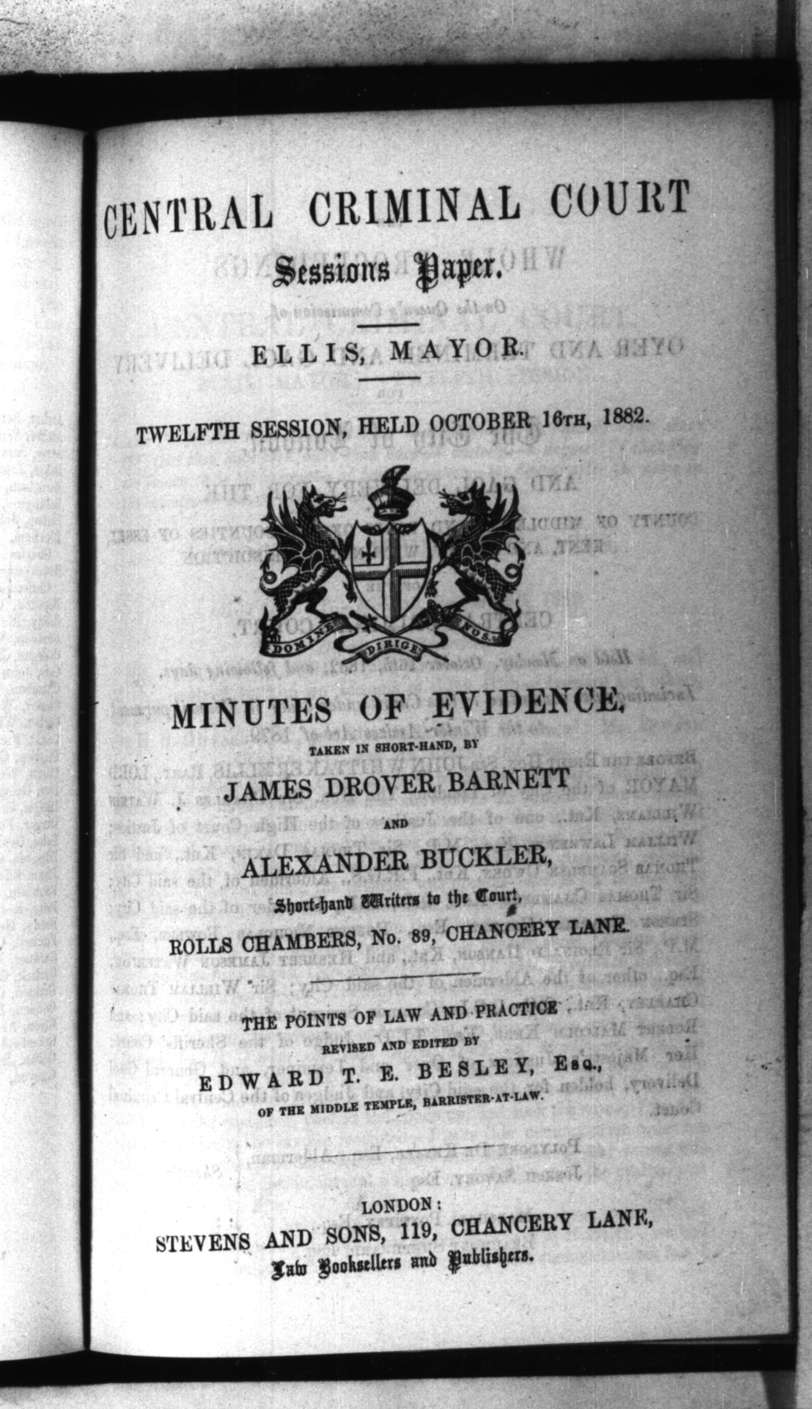 CENTRAL CRIMINAL COURT
Sessions Paper.
ELLIS, MAYOR.
TWELFTH SESSION, HELD OCTOBER 16TH, 1882.
DOMINE DIRIGE NOS.
MINUTES OF EVIDENCE,
TAKEN IN SHORT-HAND, BY
JAMES DROVER BARNETT
AND
ALEXANDER BUCKLER,
Short-hand Writers to the Court,
ROLLS CHAMBERS, No. 89, CHANCERY LANE.
THE POINTS OF LAW AND PRACTICE
REVISED AND EDITED BY
EDWARD T. E. BESLEY, ESQ.,
OF THE MIDDLE TEMPLE, BARRISTER-AT-LAW.
LONDON:
STEVENS AND SONS, 119, CHANCERY LANE,
Law Booksellers and Publishers.